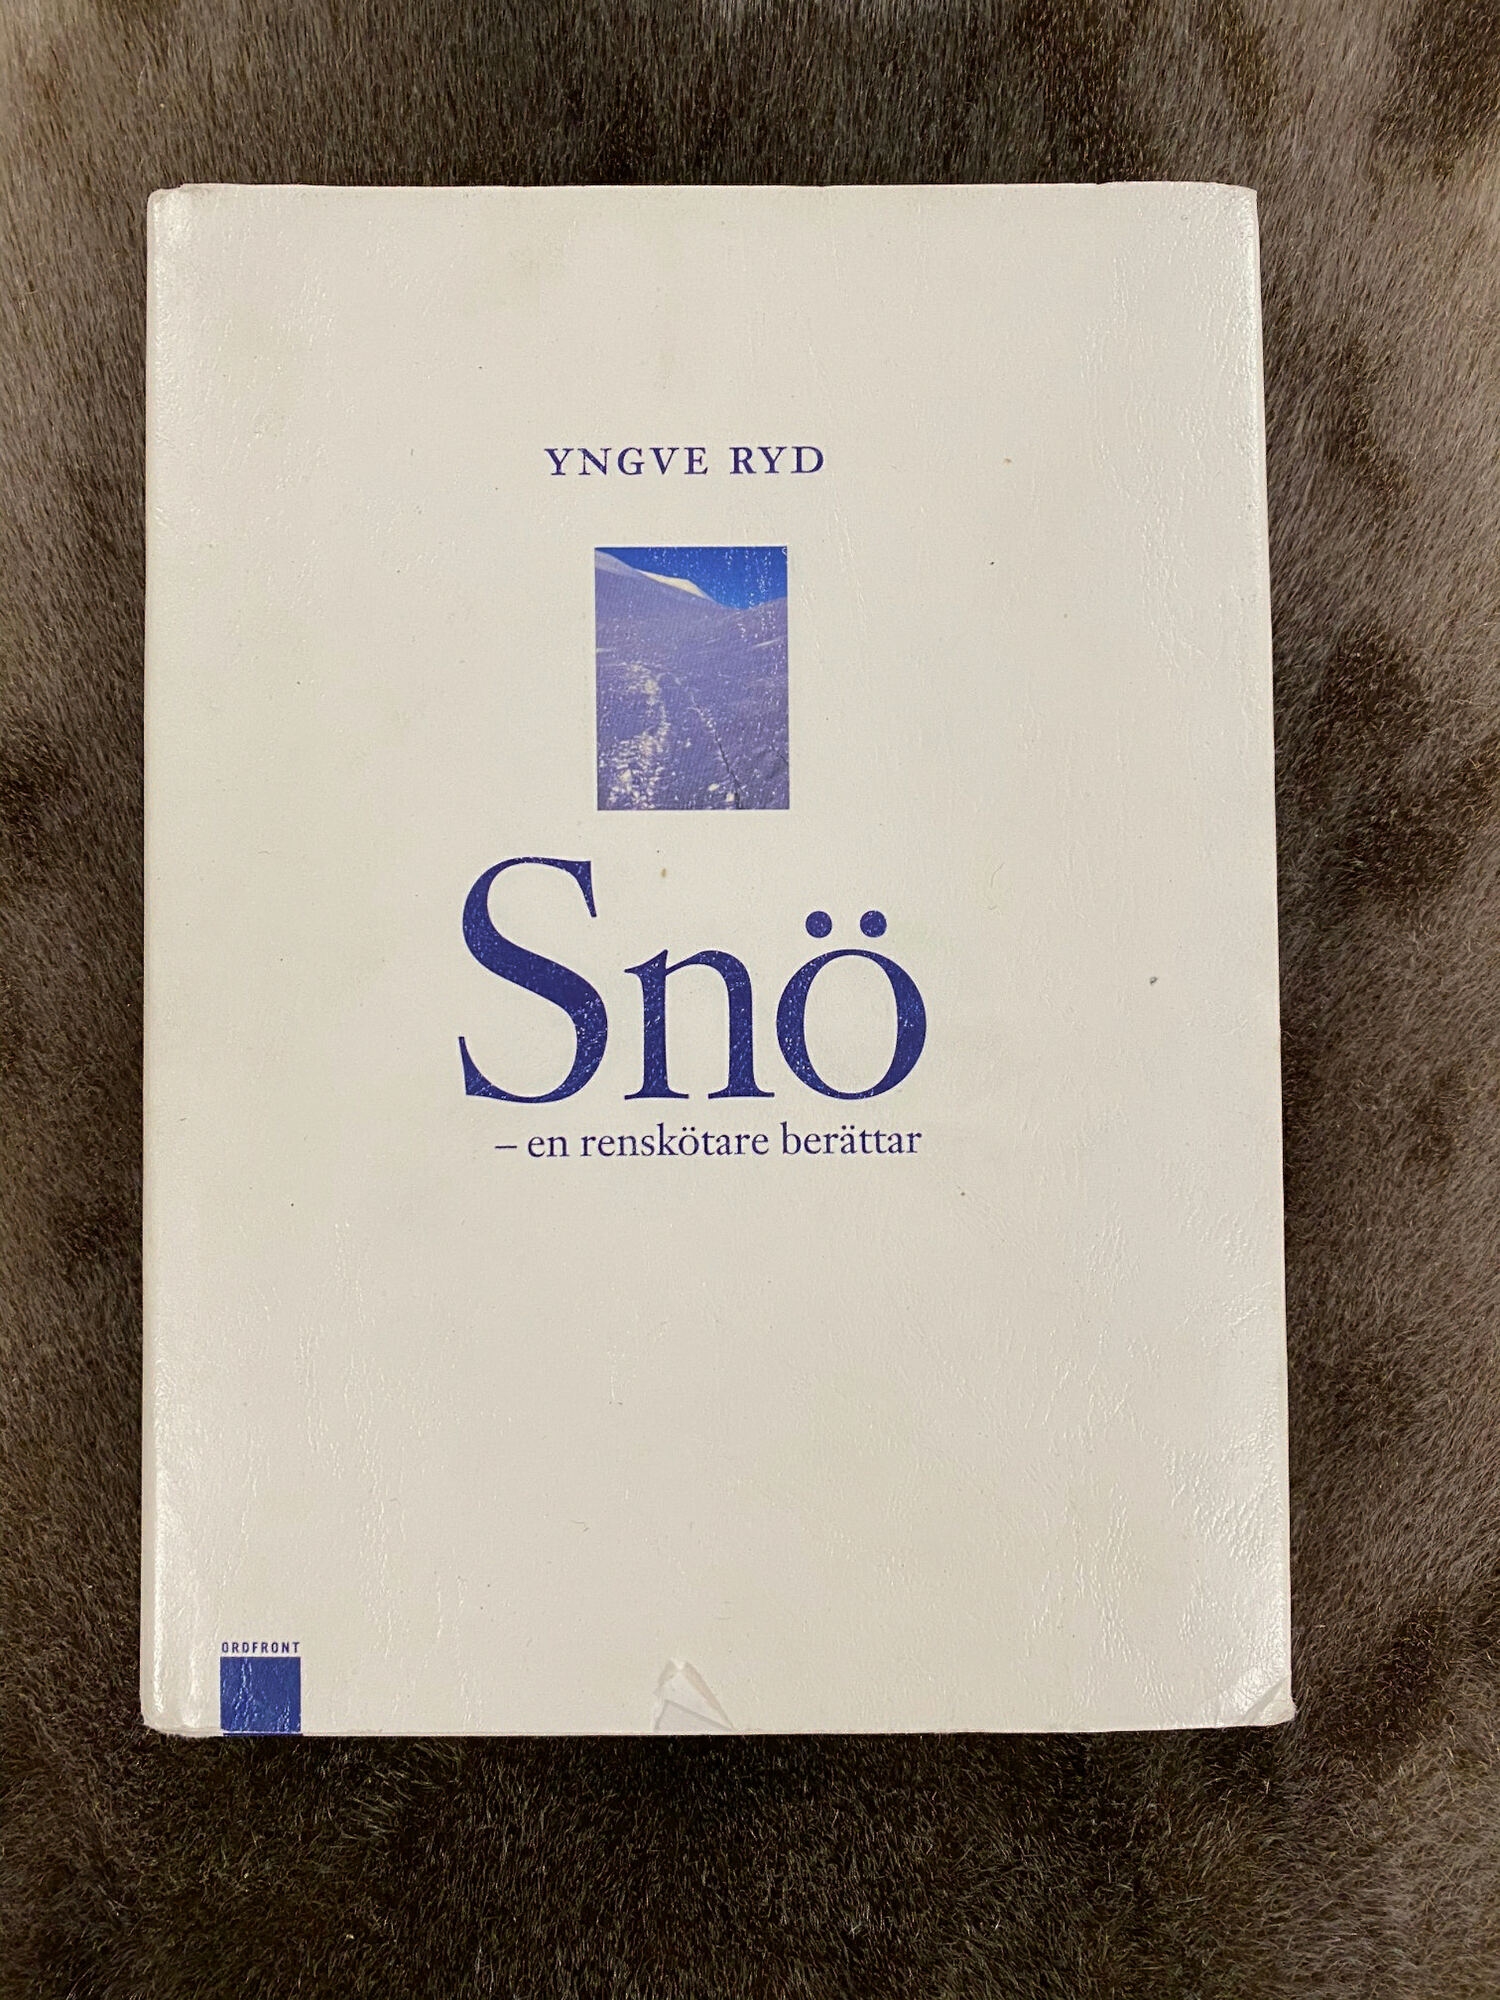 YNGVE RYD
Snö
– en renskötare berättar
ORDFRONT